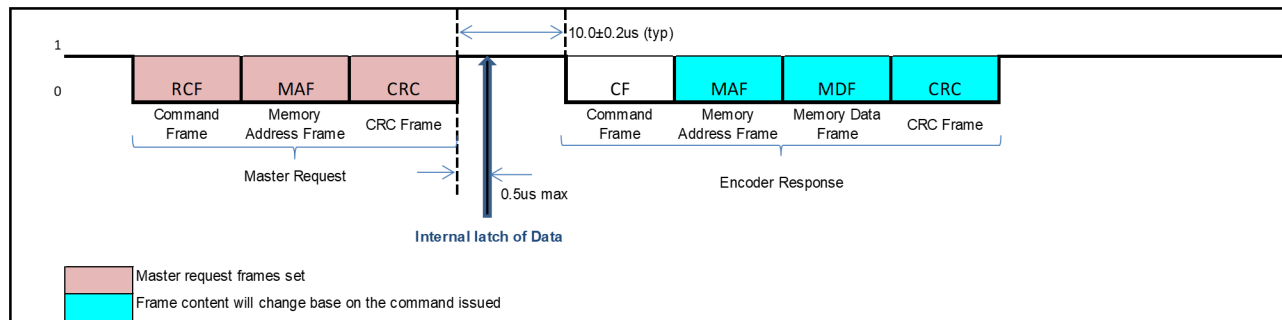 10.0±0.2us (typ)
1
0
RCF MAF CRC CF MAF MDF CRC
Command Frame
Memory Address Frame
CRC Frame
Command Frame
Memory Address Frame
Memory Data Frame
CRC Frame
Master Request
Encoder Response
0.5us max
Internal latch of Data
Master request frames set
Frame content will change base on the command issued